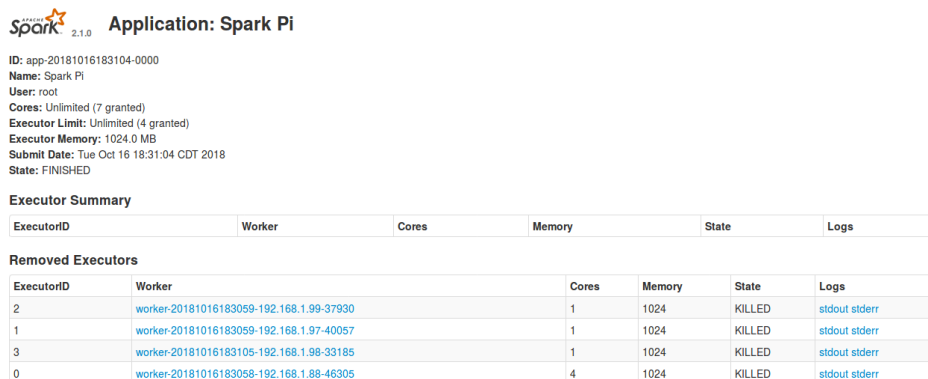 APACHE Spark 2.1.0 Application: Spark Pi
ID: app-20181016183104-0000
Name: Spark Pi
User: root
Cores: Unlimited (7 granted)
Executor Limit: Unlimited (4 granted)
Executor Memory: 1024.0 MB
Submit Date: Tue Oct 16 18:31:04 CDT 2018
State: FINISHED
Executor Summary
ExecutorID Worker Cores Memory State Logs
Removed Executors
ExecutorID Worker Cores Memory State Logs
2 worker-20181016183059-192.168.1.99-37930 1 1024 KILLED stdout stderr
1 worker-20181016183059-192.168.1.97-40057 1 1024 KILLED stdout stderr
3 worker-20181016183105-192.168.1.98-33185 1 1024 KILLED stdout stderr
0 worker-20181016183058-192.168.1.88-46305 4 1024 KILLED stdout stderr